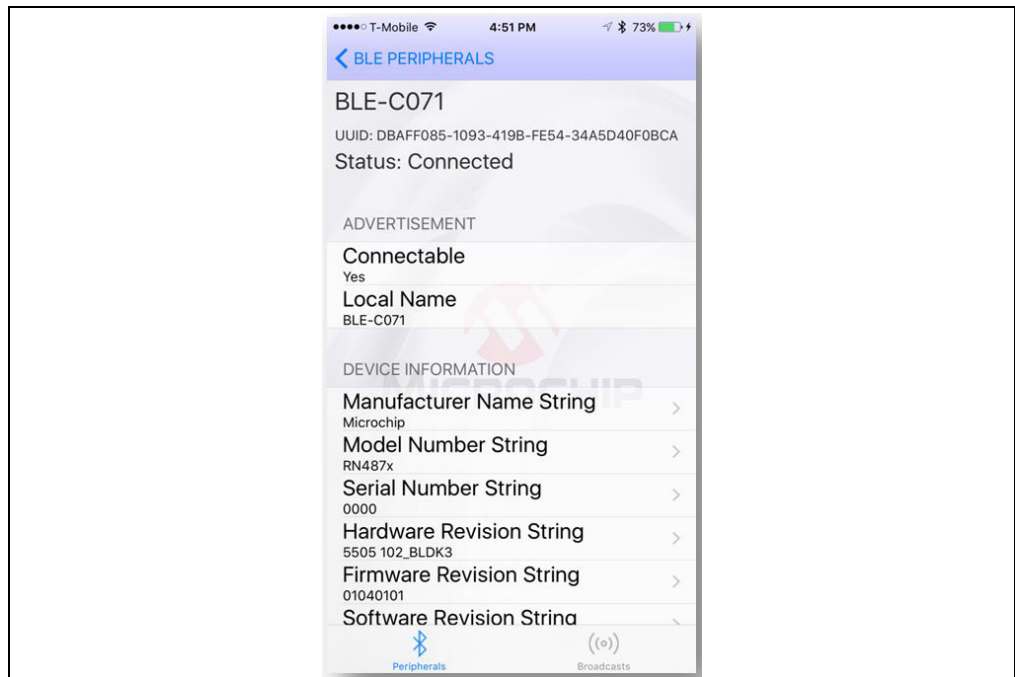 T-Mobile 4:51 PM 73%
BLE PERIPHERALS
BLE-C071
UUID: DBAFF085-1093-419B-FE54-34A5D40F0BCA
Status: Connected
ADVERTISEMENT
Connectable
Yes
Local Name
BLE-C071
DEVICE INFORMATION
MICROCHIP
Manufacturer Name String
Microchip
Model Number String
RN487x
Serial Number String
0000
Hardware Revision String
5505 102_BLDK3
Firmware Revision String
01040101
Software Revision String
Peripherals Broadcasts